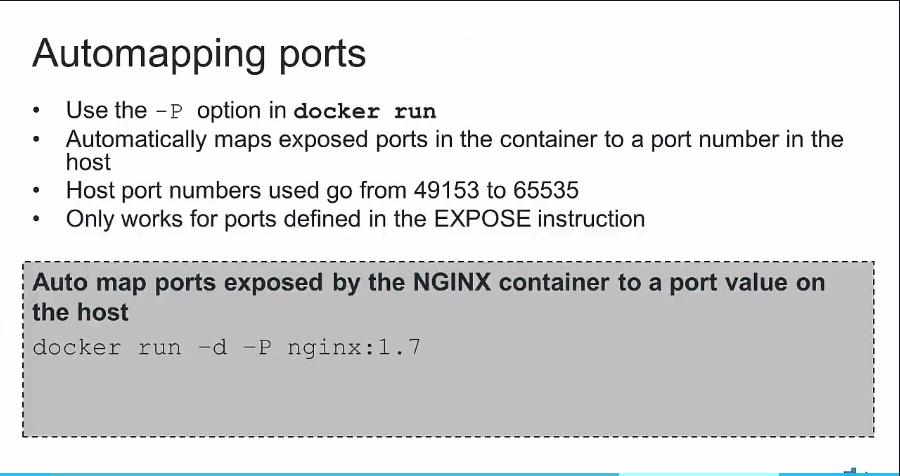 Automapping ports
• Use the -P option in docker run
• Automatically maps exposed ports in the container to a port number in the
host
• Host port numbers used go from 49153 to 65535
• Only works for ports defined in the EXPOSE instruction
Auto map ports exposed by the NGINX container to a port value on
the host
docker run -d -P nginx:1.7